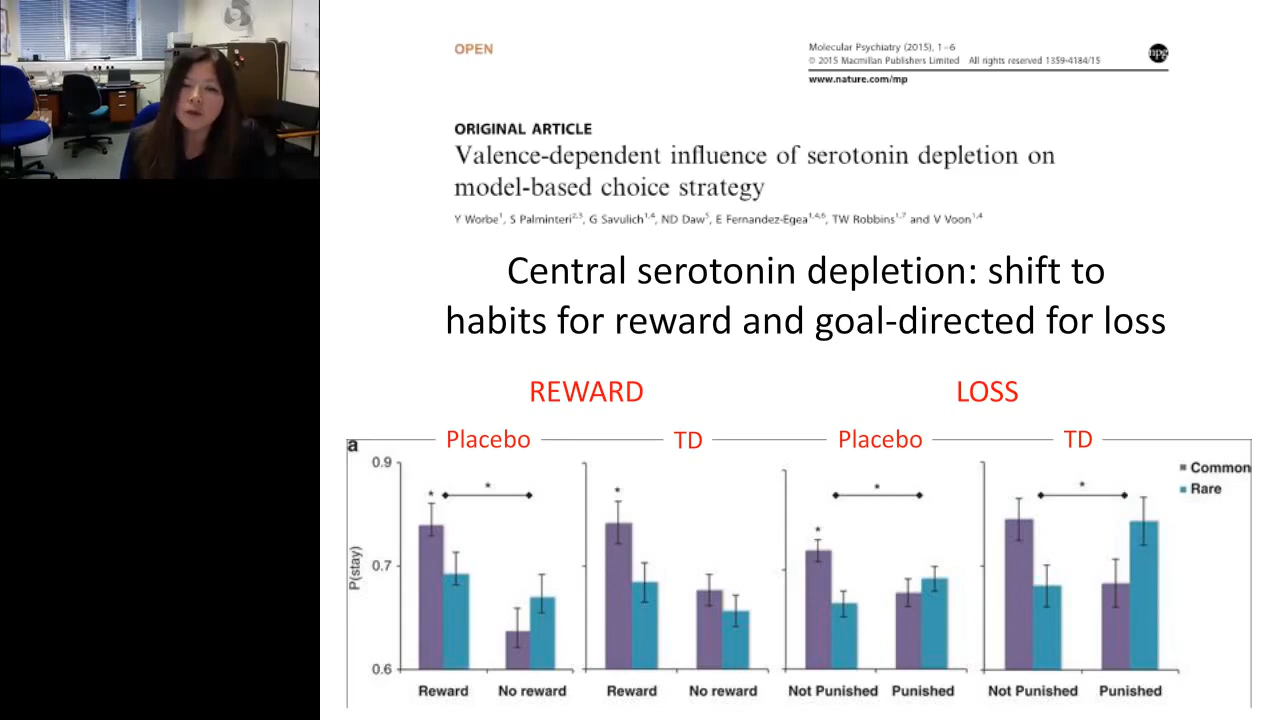 OPEN
Molecular Psychiatry (2015), 1–6
© 2015 Macmillan Publishers Limited All rights reserved 1359-4184/15
npg
www.nature.com/mp
ORIGINAL ARTICLE
Valence-dependent influence of serotonin depletion on
model-based choice strategy
Y Worbe1, S Palminteri2,3, G Savulich1,4, ND Daw5, E Fernandez-Egea1,4,6, TW Robbins1,7 and V Voon1,4
Central serotonin depletion: shift to
habits for reward and goal-directed for loss
REWARD LOSS
a Placebo TD Placebo TD
0.9
* * * * * *
Common
Rare
0.7
P(stay)
0.6
Reward No reward Reward No reward Not Punished Punished Not Punished Punished